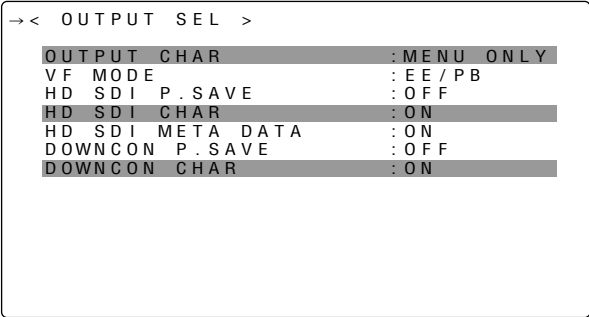 →< OUTPUT SEL >
OUTPUT CHAR :MENU ONLY
VF MODE :EE/PB
HD SDI P.SAVE :OFF
HD SDI CHAR :ON
HD SDI META DATA :ON
DOWNCON P.SAVE :OFF
DOWNCON CHAR :ON